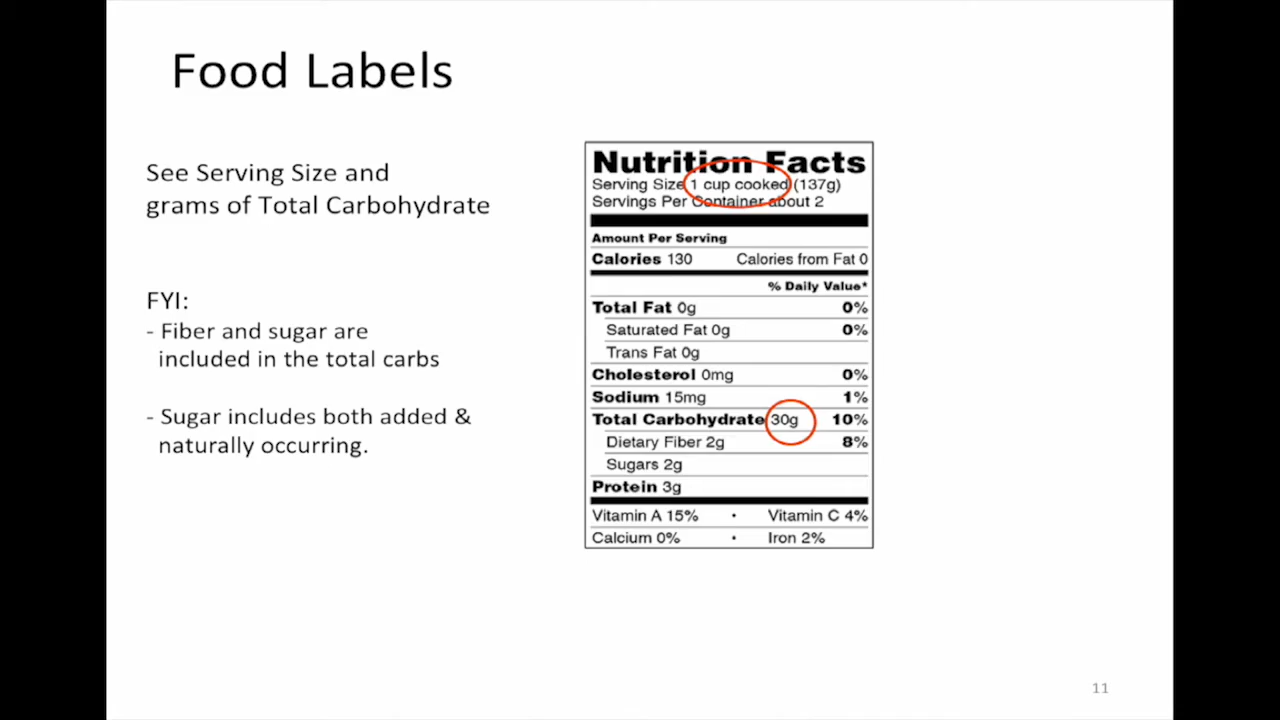 Food Labels
See Serving Size and
grams of Total Carbohydrate
FYI:
- Fiber and sugar are
included in the total carbs
- Sugar includes both added &
naturally occurring.
Nutrition Facts
Serving Size 1 cup cooked (137g)
Servings Per Container about 2
Amount Per Serving
Calories 130 Calories from Fat 0
% Daily Value*
Total Fat 0g 0%
Saturated Fat 0g 0%
Trans Fat 0g
Cholesterol 0mg 0%
Sodium 15mg 1%
Total Carbohydrate 30g 10%
Dietary Fiber 2g 8%
Sugars 2g
Protein 3g
Vitamin A 15% • Vitamin C 4%
Calcium 0% • Iron 2%
11